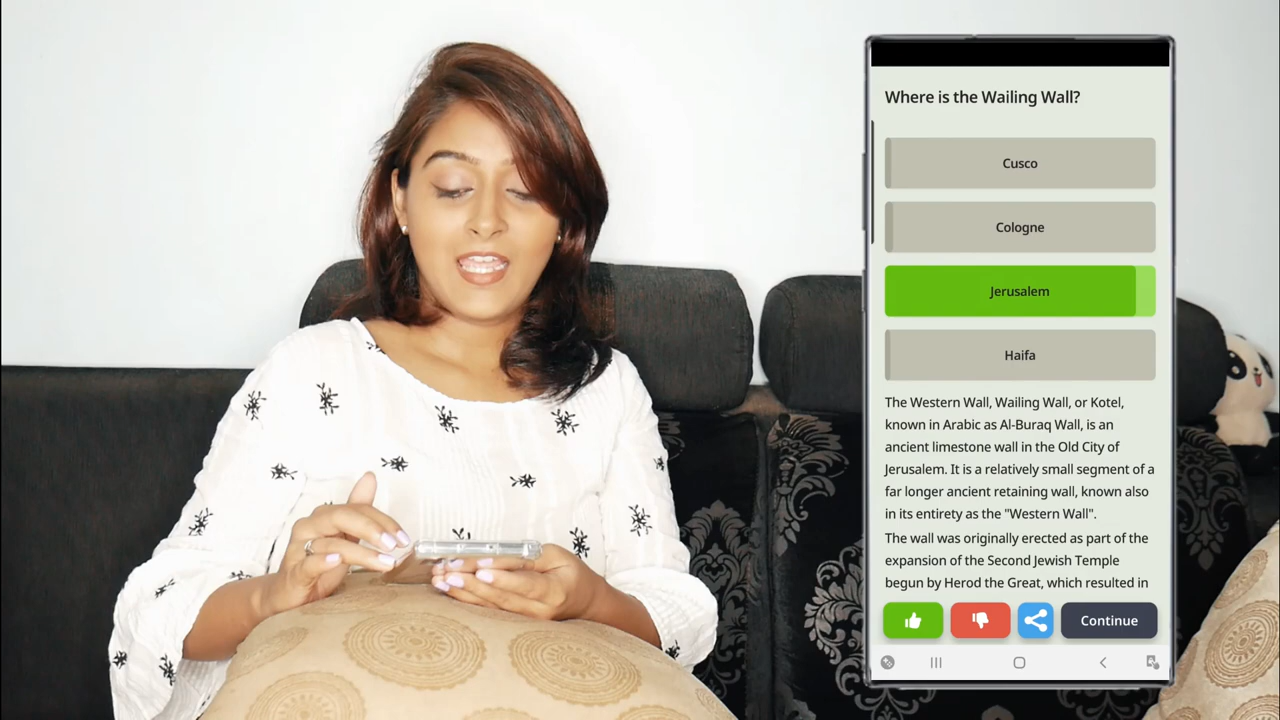 Where is the Wailing Wall?
Cusco
Cologne
Jerusalem
Haifa
The Western Wall, Wailing Wall, or Kotel,
known in Arabic as Al-Buraq Wall, is an
ancient limestone wall in the Old City of
Jerusalem. It is a relatively small segment of a
far longer ancient retaining wall, known also
in its entirety as the "Western Wall".
The wall was originally erected as part of the
expansion of the Second Jewish Temple
begun by Herod the Great, which resulted in
Continue